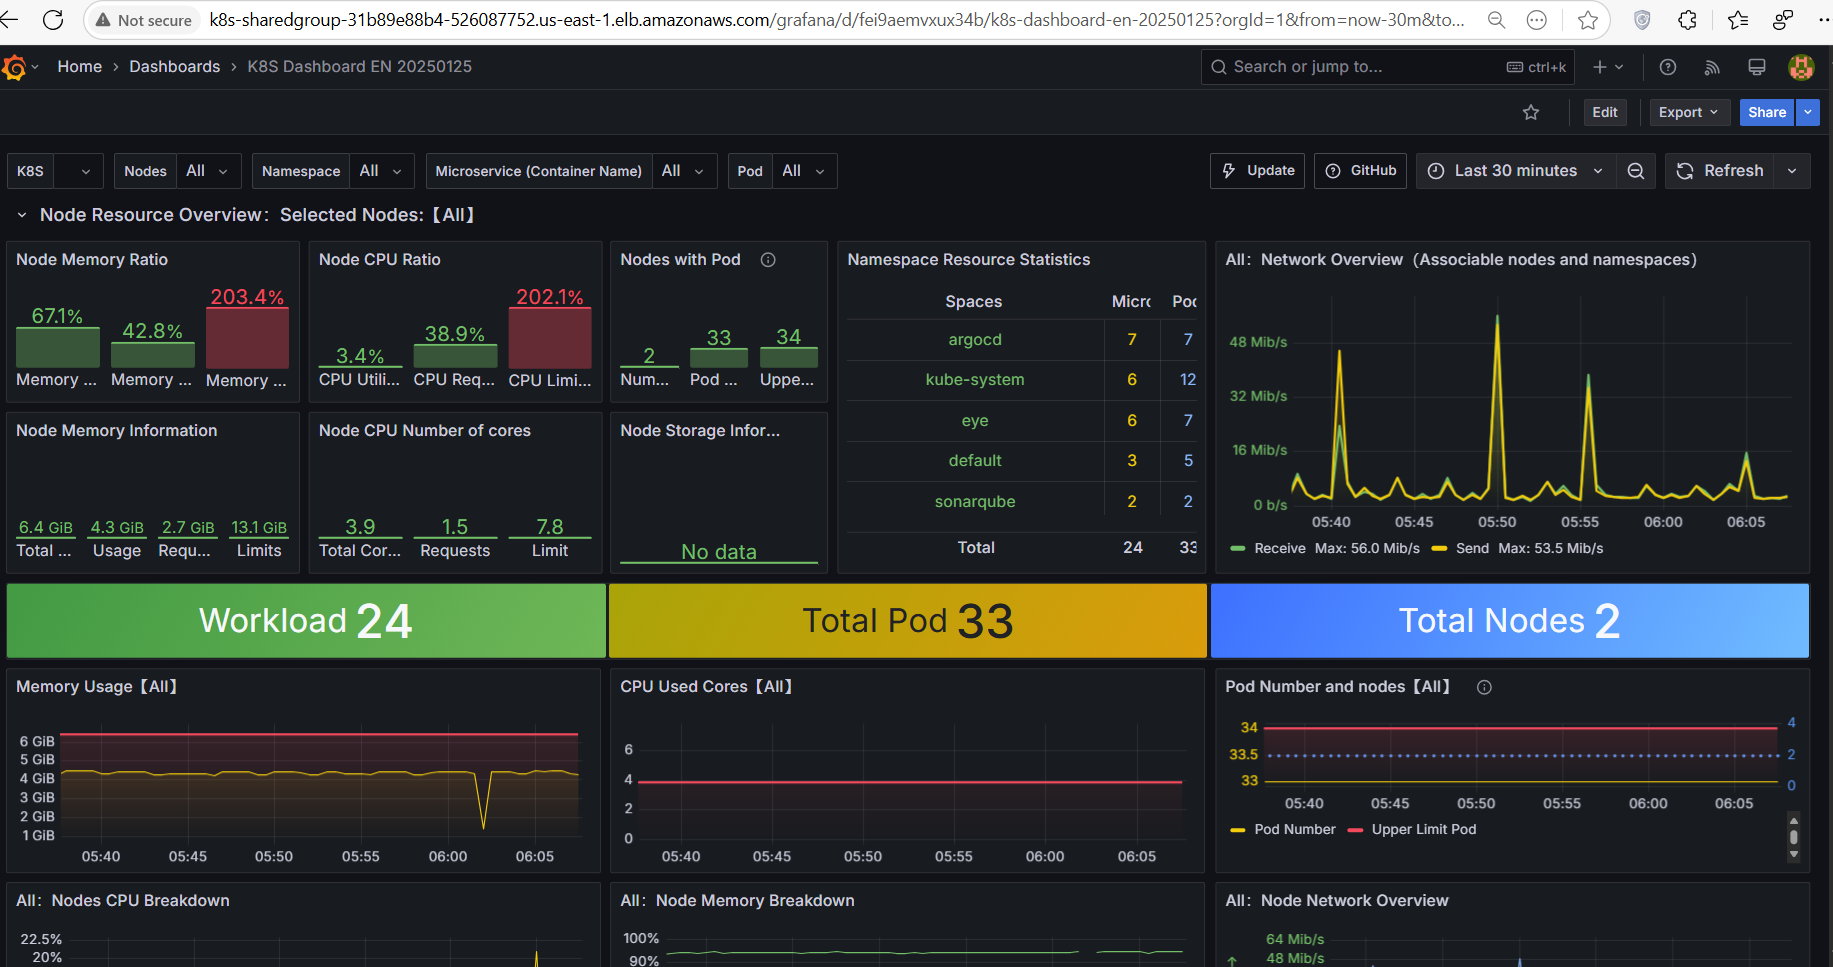 Not secure
k8s-sharedgroup-31b89e88b4-526087752.us-east-1.elb.amazonaws.com/grafana/d/fei9aemvxux34b/k8s-dashboard-en-20250125?orgId=1&from=now-30m&to...
Home › Dashboards › K8S Dashboard EN 20250125
Search or jump to...
ctrl+k
Edit
Export
Share
K8S
Nodes All
Namespace All
Microservice (Container Name) All
Pod All
Update
GitHub
Last 30 minutes
Refresh
Node Resource Overview：Selected Nodes:【All】
Node Memory Ratio
67.1%
42.8%
203.4%
Memory ...
Memory ...
Memory ...
Node CPU Ratio
3.4%
38.9%
202.1%
CPU Utili...
CPU Req...
CPU Limi...
Nodes with Pod
2
33
34
Num...
Pod ...
Uppe...
Namespace Resource Statistics
Spaces Micro Poc
argocd 7 7
kube-system 6 12
eye 6 7
default 3 5
sonarqube 2 2
Total 24 33
All：Network Overview（Associable nodes and namespaces）
48 Mib/s
32 Mib/s
16 Mib/s
0 b/s
05:40 05:45 05:50 05:55 06:00 06:05
Receive Max: 56.0 Mib/s Send Max: 53.5 Mib/s
Node Memory Information
6.4 GiB 4.3 GiB 2.7 GiB 13.1 GiB
Total ... Usage Requ... Limits
Node CPU Number of cores
3.9 1.5 7.8
Total Cor... Requests Limit
Node Storage Infor...
No data
Workload 24
Total Pod 33
Total Nodes 2
Memory Usage【All】
6 GiB
5 GiB
4 GiB
3 GiB
2 GiB
1 GiB
05:40 05:45 05:50 05:55 06:00 06:05
CPU Used Cores【All】
6
4
2
0
05:40 05:45 05:50 05:55 06:00 06:05
Pod Number and nodes【All】
34 4
33.5 2
33 0
05:40 05:45 05:50 05:55 06:00 06:05
Pod Number Upper Limit Pod
All：Nodes CPU Breakdown
22.5%
20%
All：Node Memory Breakdown
100%
90%
All：Node Network Overview
64 Mib/s
48 Mib/s